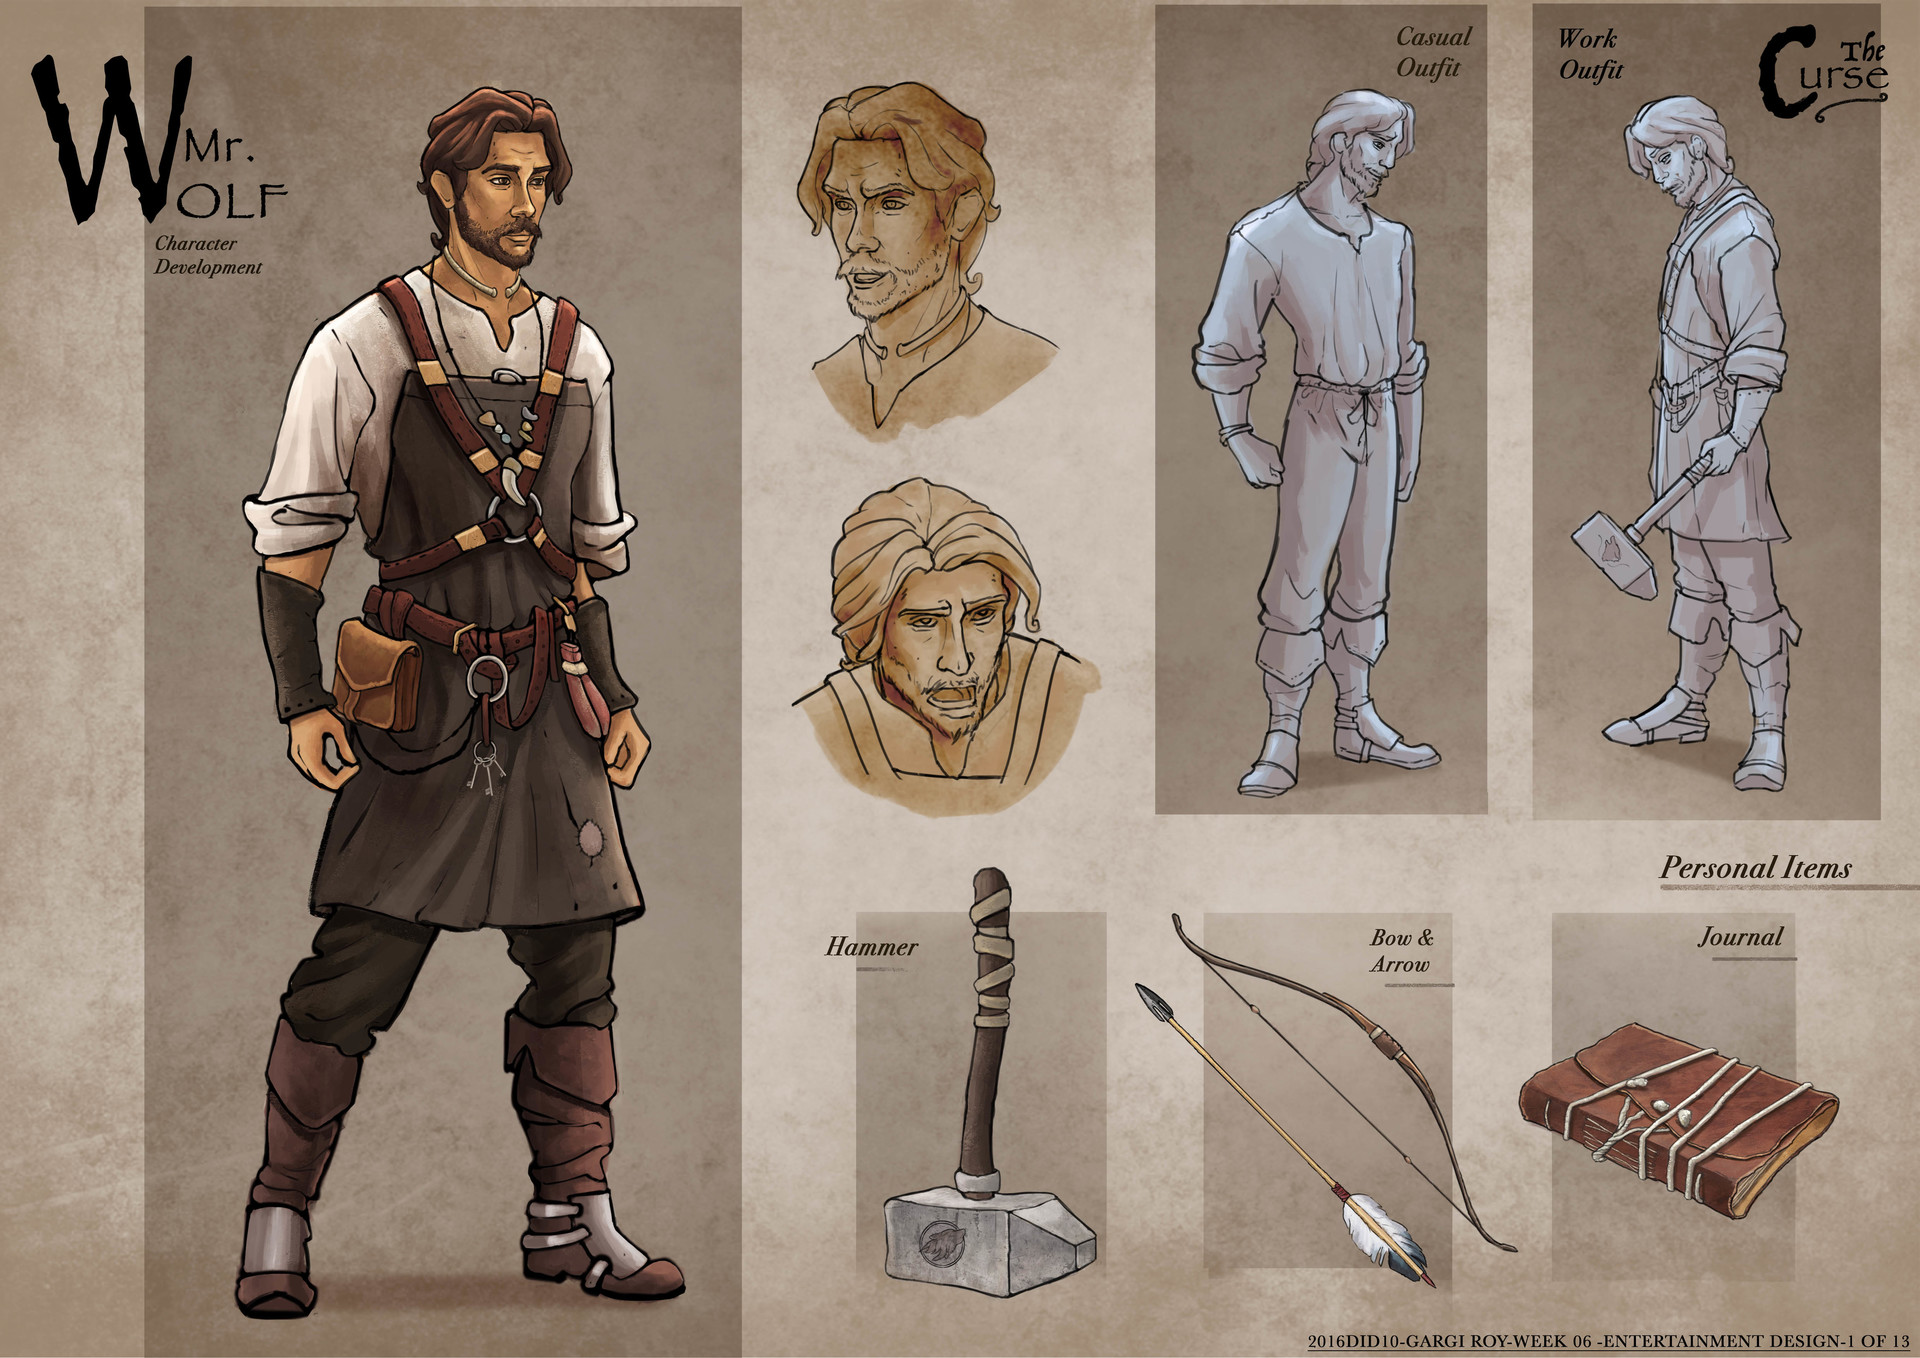 Mr.
WOLF
Character
Development
Casual
Outfit
Work
Outfit
The
Curse
Personal Items
Hammer
Bow &
Arrow
Journal
2016DID10-GARGI ROY-WEEK 06 -ENTERTAINMENT DESIGN-1 OF 13